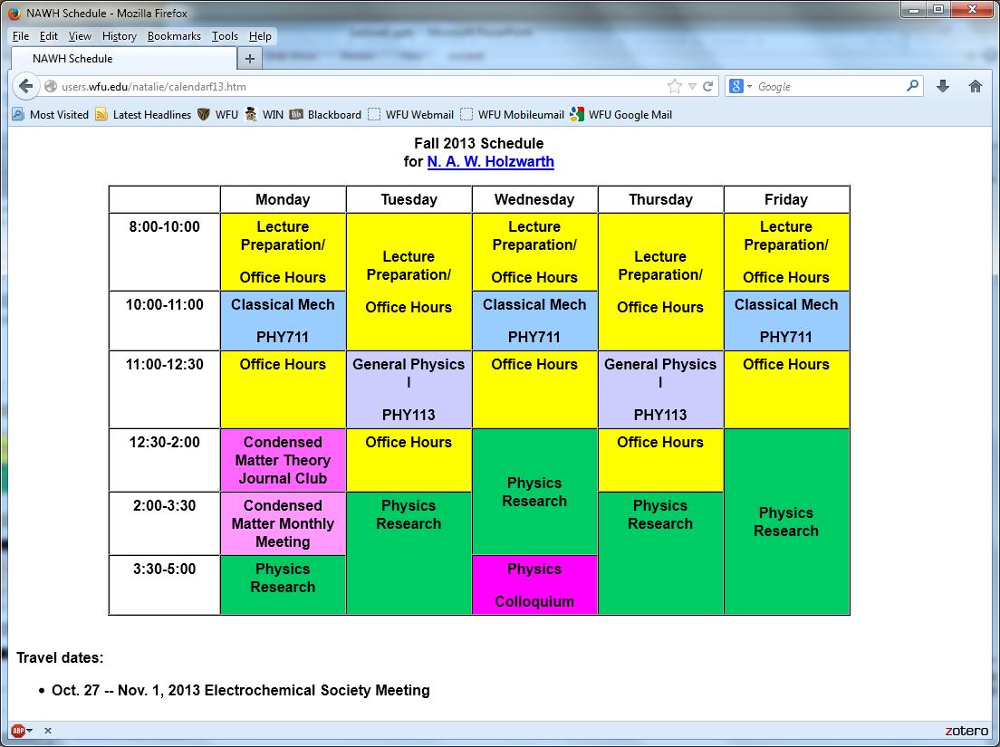 NAWH Schedule - Mozilla Firefox
File Edit View History Bookmarks Tools Help
NAWH Schedule +
users.wfu.edu/natalie/calendarf13.htm
8 Google
Most Visited Latest Headlines WFU WIN Bb Blackboard WFU Webmail WFU Mobileumail WFU Google Mail
Fall 2013 Schedule
for N. A. W. Holzwarth
Monday Tuesday Wednesday Thursday Friday
8:00-10:00
Lecture
Preparation/
Office Hours
Lecture
Preparation/
Office Hours
Lecture
Preparation/
Office Hours
Lecture
Preparation/
Office Hours
Lecture
Preparation/
Office Hours
10:00-11:00
Classical Mech
PHY711
Classical Mech
PHY711
Classical Mech
PHY711
11:00-12:30
Office Hours
General Physics
I
PHY113
Office Hours
General Physics
I
PHY113
Office Hours
12:30-2:00
Condensed
Matter Theory
Journal Club
Office Hours
Physics
Research
Office Hours
Physics
Research
2:00-3:30
Condensed
Matter Monthly
Meeting
Physics
Research
Physics
Research
3:30-5:00
Physics
Research
Physics
Colloquium
Travel dates:
• Oct. 27 -- Nov. 1, 2013 Electrochemical Society Meeting
ABP
zotero